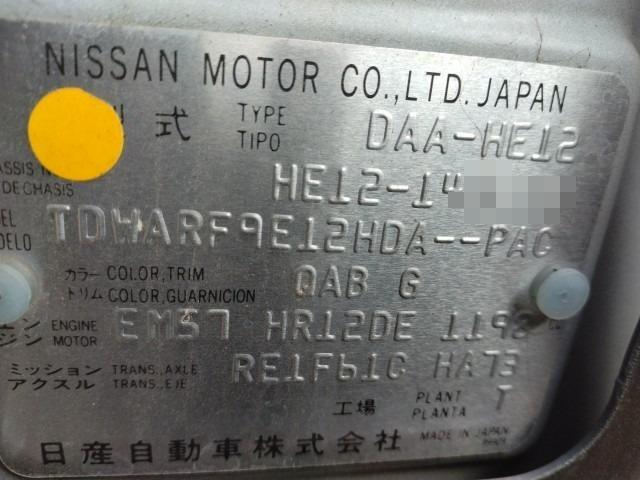 NISSAN MOTOR CO.,LTD. JAPAN
式 TYPE TIPO DAA-HE12
HE12-1
DE CHASIS
TDWARF9E12HDA--PAC
カラー COLOR,TRIM QAB G
トリム COLOR,GUARNICION
ENGINE MOTOR EM57 HR12DE 1198
ミッション TRANS.,AXLE RE1F61C HA73
アクスル TRANS.,EJE
工場 PLANT PLANTA T
日産自動車株式会社 MADE IN JAPAN